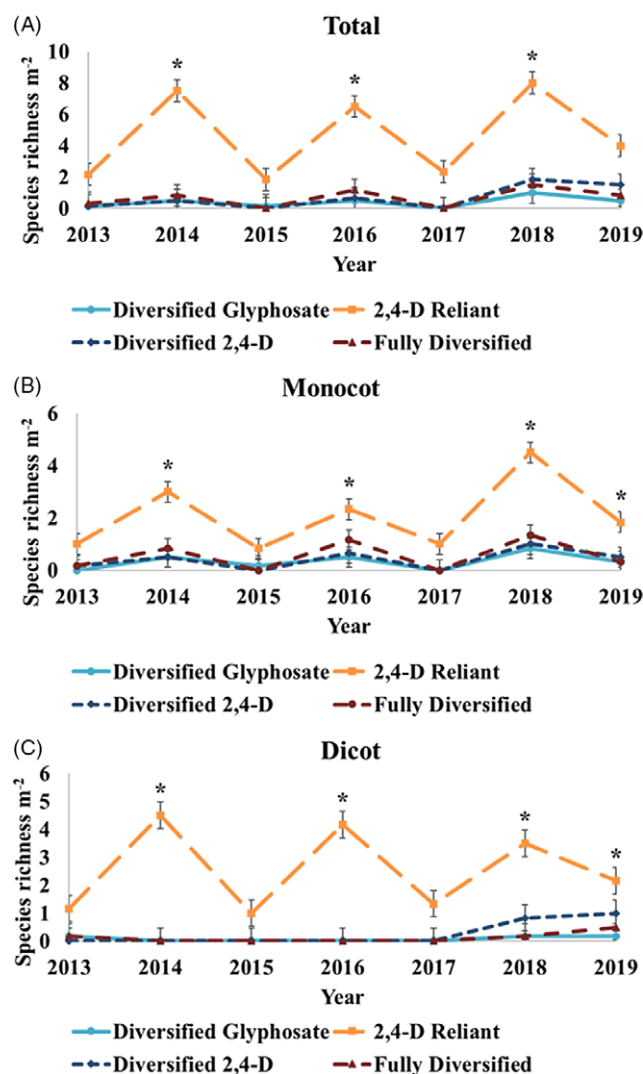 (A)
Total
Species richness m-2
10
8
6
4
2
0
*
*
*
2013 2014 2015 2016 2017 2018 2019
Year
Diversified Glyphosate 2,4-D Reliant
Diversified 2,4-D Fully Diversified
(B)
Monocot
Species richness m-2
6
4
2
0
*
*
*
*
2013 2014 2015 2016 2017 2018 2019
Year
Diversified Glyphosate 2,4-D Reliant
Diversified 2,4-D Fully Diversified
(C)
Dicot
Species richness m-2
6
5
4
3
2
1
0
*
*
*
*
2013 2014 2015 2016 2017 2018 2019
Year
Diversified Glyphosate 2,4-D Reliant
Diversified 2,4-D Fully Diversified